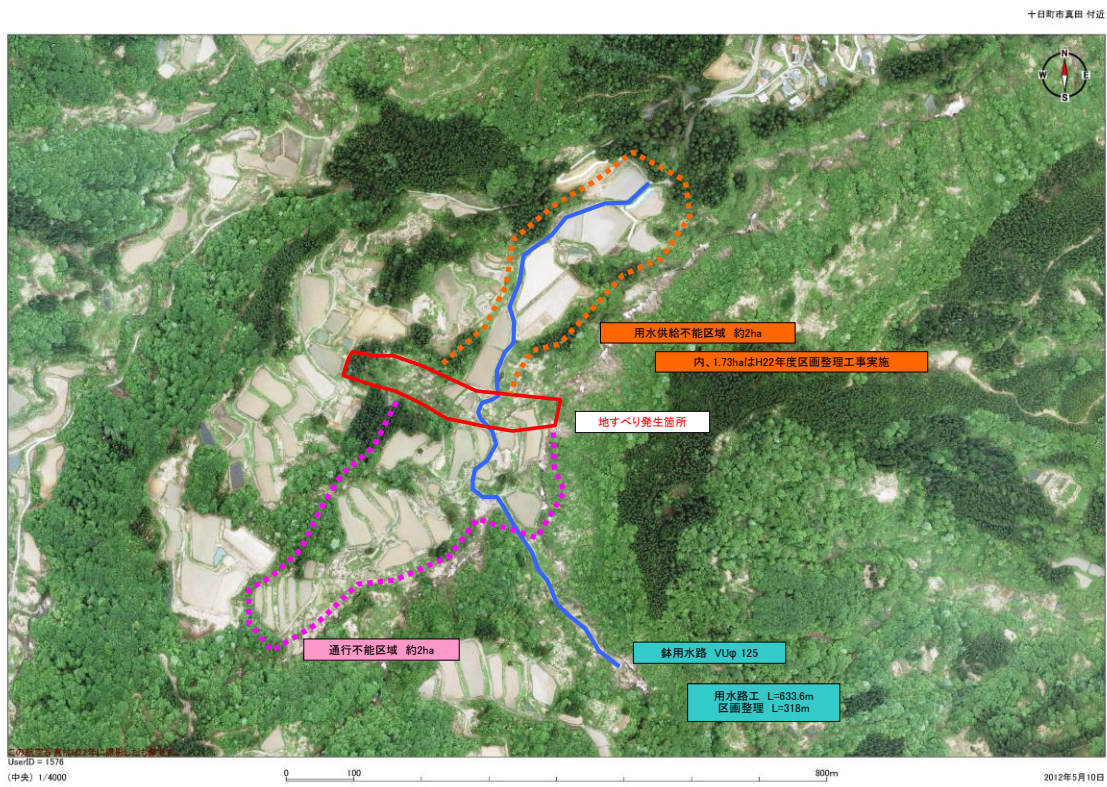 十日町市真田 付近
N
W E
S
用水供給不能区域 約2ha
内、1.73haはH22年度区画整理工事実施
地すべり発生箇所
通行不能区域 約2ha
鉢用水路 VUφ 125
用水路工 L=633.6m
区画整理 L=318m
UserID = 1576
(中央) 1/4000
0 100 800m
2012年5月10日